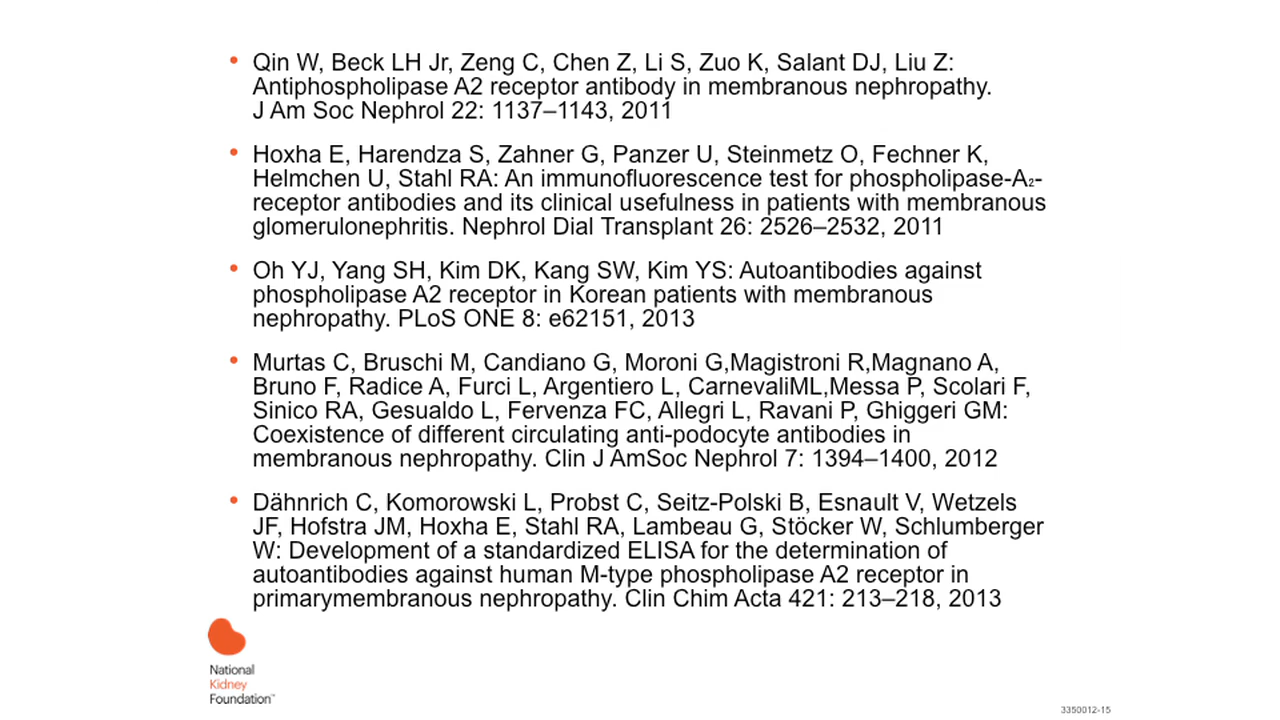 • Qin W, Beck LH Jr, Zeng C, Chen Z, Li S, Zuo K, Salant DJ, Liu Z:
Antiphospholipase A2 receptor antibody in membranous nephropathy.
J Am Soc Nephrol 22: 1137–1143, 2011
• Hoxha E, Harendza S, Zahner G, Panzer U, Steinmetz O, Fechner K,
Helmchen U, Stahl RA: An immunofluorescence test for phospholipase-A₂-
receptor antibodies and its clinical usefulness in patients with membranous
glomerulonephritis. Nephrol Dial Transplant 26: 2526–2532, 2011
• Oh YJ, Yang SH, Kim DK, Kang SW, Kim YS: Autoantibodies against
phospholipase A2 receptor in Korean patients with membranous
nephropathy. PLoS ONE 8: e62151, 2013
• Murtas C, Bruschi M, Candiano G, Moroni G,Magistroni R,Magnano A,
Bruno F, Radice A, Furci L, Argentiero L, CarnevaliML,Messa P, Scolari F,
Sinico RA, Gesualdo L, Fervenza FC, Allegri L, Ravani P, Ghiggeri GM:
Coexistence of different circulating anti-podocyte antibodies in
membranous nephropathy. Clin J AmSoc Nephrol 7: 1394–1400, 2012
• Dähnrich C, Komorowski L, Probst C, Seitz-Polski B, Esnault V, Wetzels
JF, Hofstra JM, Hoxha E, Stahl RA, Lambeau G, Stöcker W, Schlumberger
W: Development of a standardized ELISA for the determination of
autoantibodies against human M-type phospholipase A2 receptor in
primarymembranous nephropathy. Clin Chim Acta 421: 213–218, 2013
National
Kidney
Foundation™
3350012-15